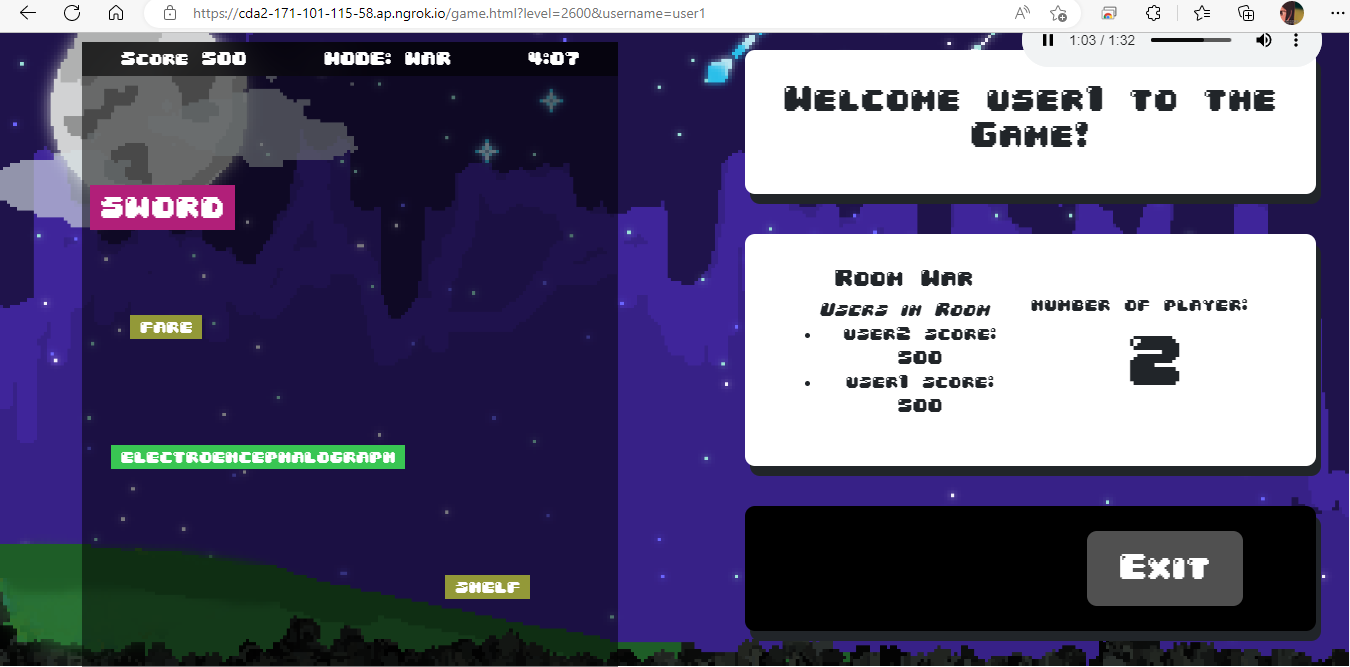 https://cda2-171-101-115-58.ap.ngrok.io/game.html?level=2600&username=user1
Score 500 MODE: WAR 4:07
1:03 / 1:32
Welcome user1 to the
Game!
SWORD
FARE
ELECTROENCEPHALOGRAPH
SHELF
Room War
Users in Room
user2 score:
500
user1 score:
500
number of player:
2
Exit